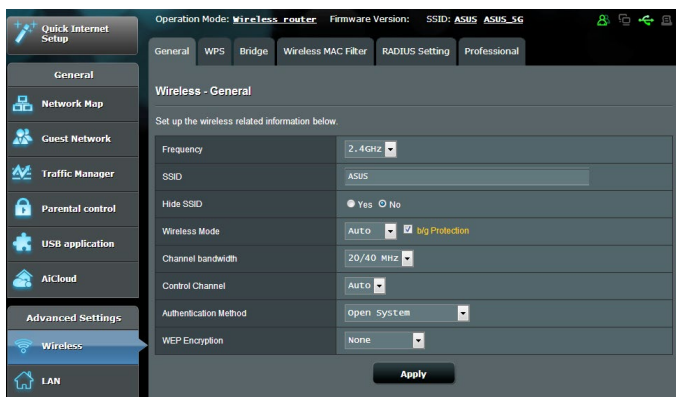 Quick Internet
Setup
Operation Mode: Wireless router Firmware Version: SSID: ASUS ASUS_5G
General WPS Bridge Wireless MAC Filter RADIUS Setting Professional
General
Network Map
Guest Network
Traffic Manager
Parental control
USB application
AiCloud
Advanced Settings
Wireless
LAN
Wireless - General
Set up the wireless related information below.
Frequency 2.4GHz
SSID ASUS
Hide SSID Yes No
Wireless Mode Auto b/g Protection
Channel bandwidth 20/40 MHz
Control Channel Auto
Authentication Method Open System
WEP Encryption None
Apply